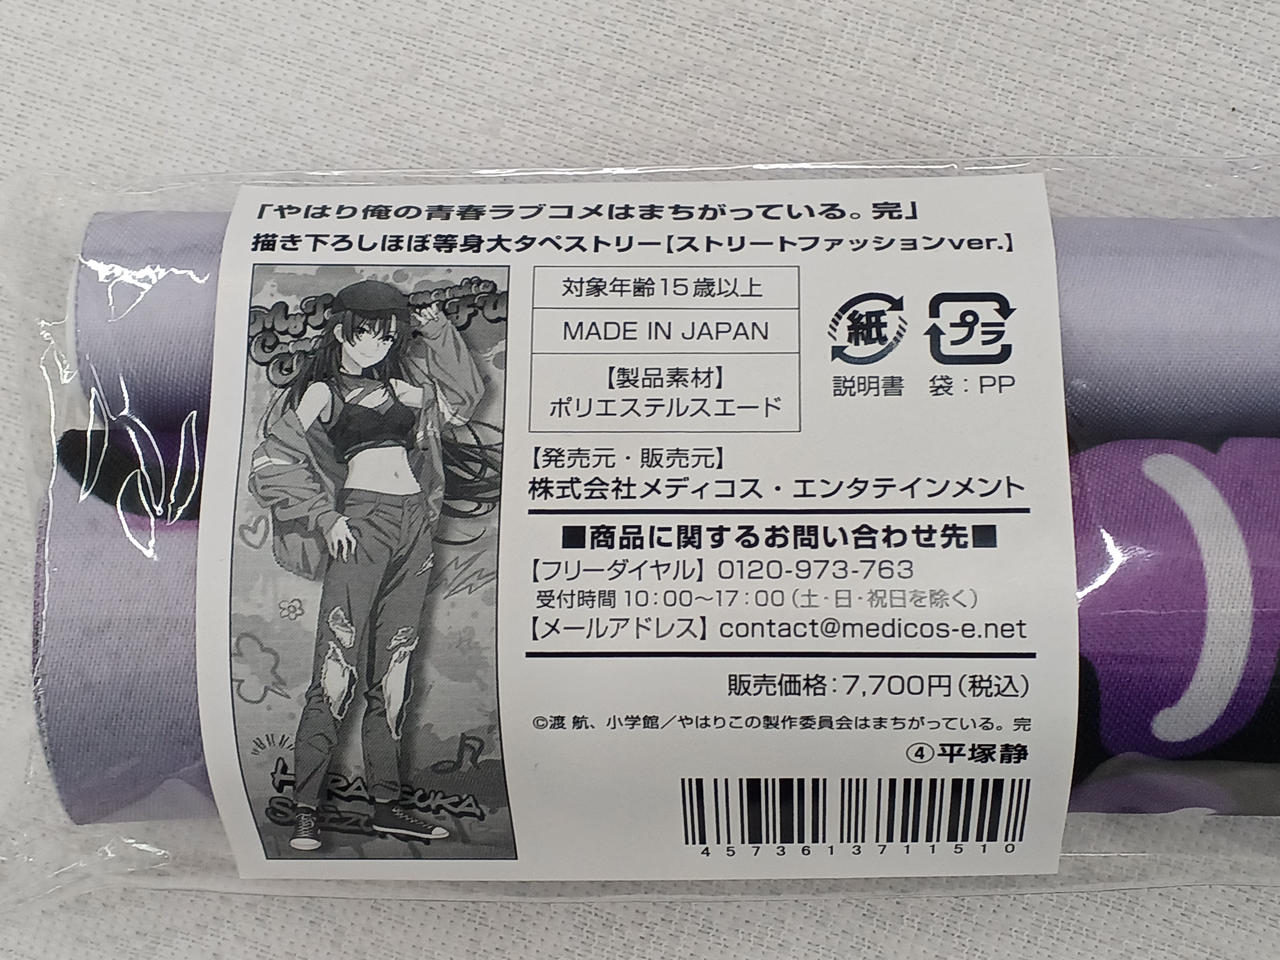 「やはり俺の青春ラブコメはまちがっている。完」
描き下ろしほぼ等身大タペストリー【ストリートファッションver.】
対象年齢15歳以上
MADE IN JAPAN
【製品素材】
ポリエステルスエード
紙
プラ
説明書 袋：PP
【発売元・販売元】
株式会社メディコス・エンタテインメント
■商品に関するお問い合わせ先■
【フリーダイヤル】0120-973-763
受付時間 10：00～17：00（土・日・祝日を除く）
【メールアドレス】contact@medicos-e.net
販売価格：7,700円（税込）
©渡 航、小学館／やはりこの製作委員会はまちがっている。完
④平塚静
4573613711510